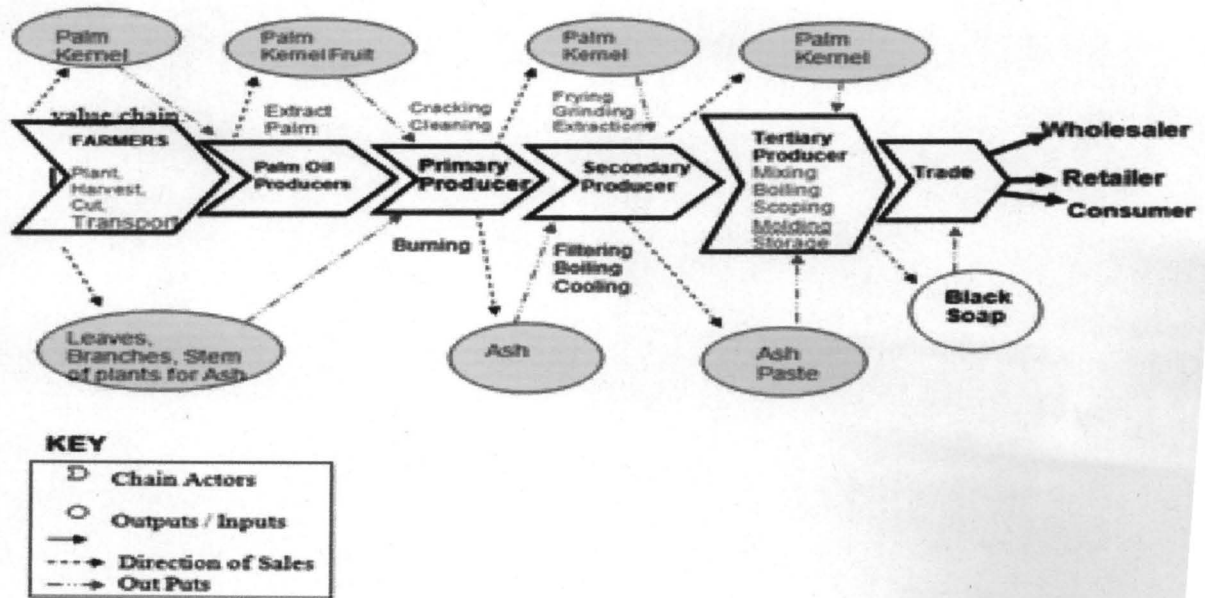 Palm
Kernel
Palm
Kernel Fruit
Palm
Kernel
Palm
Kernel
value chain
Extract
Palm
Cracking
Cleaning
Frying
Grinding
Extraction
FARMERS
Plant,
Harvest,
Cut,
Transport
Palm Oil
Producers
Primary
Producer
Secondary
Producer
Tertiary
Producer
Mixing
Boiling
Scoping
Molding
Storage
Trade
Wholesaler
Retailer
Consumer
Burning
Filtering
Boiling
Cooling
Leaves,
Branches, Stem
of plants for Ash
Ash
Ash
Paste
Black
Soap
KEY
Chain Actors
Outputs / Inputs
Direction of Sales
Out Puts